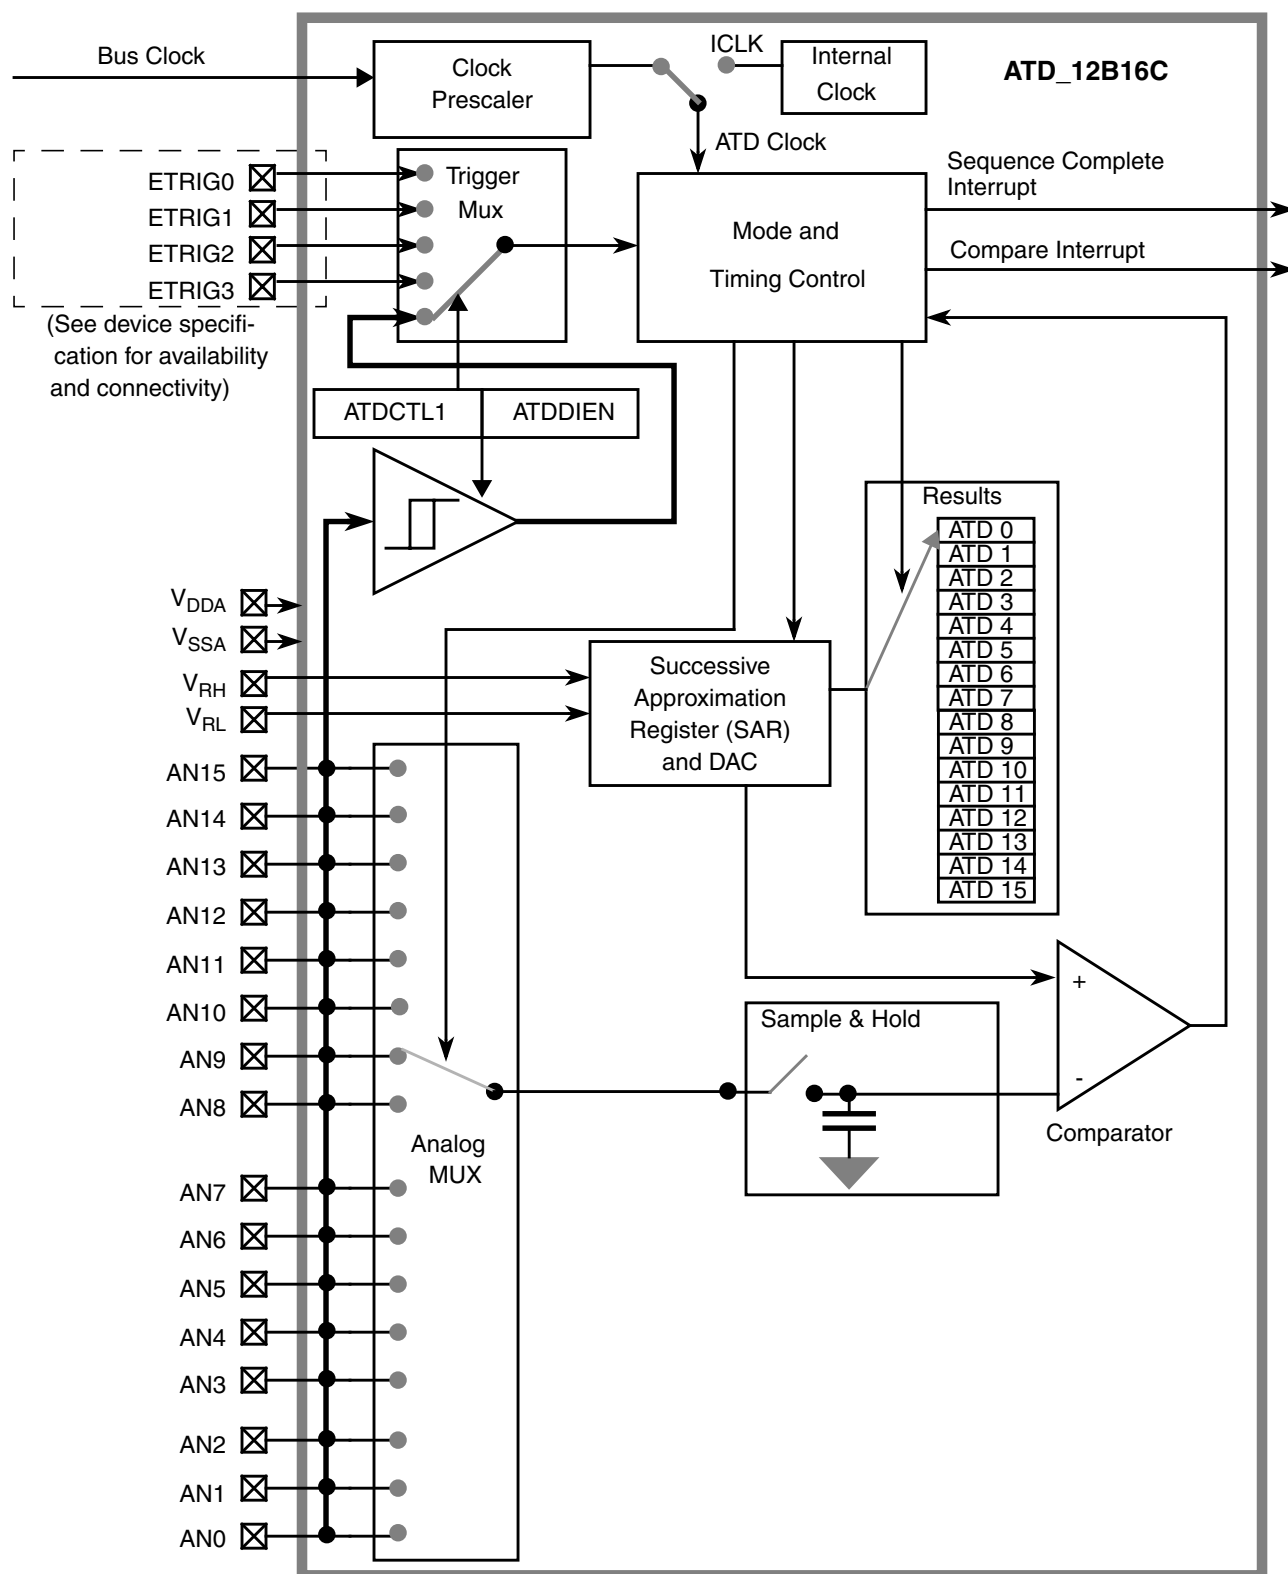 Bus Clock
Clock
Prescaler
ICLK
Internal
Clock
ATD_12B16C
ATD Clock
ETRIG0
ETRIG1
ETRIG2
ETRIG3
(See device specifi-
cation for availability
and connectivity)
Trigger
Mux
Mode and
Timing Control
Sequence Complete
Interrupt
Compare Interrupt
ATDCTL1
ATDDIEN
Results
ATD 0
ATD 1
ATD 2
ATD 3
ATD 4
ATD 5
ATD 6
ATD 7
ATD 8
ATD 9
ATD 10
ATD 11
ATD 12
ATD 13
ATD 14
ATD 15
VDDA
VSSA
VRH
VRL
Successive
Approximation
Register (SAR)
and DAC
AN15
AN14
AN13
AN12
AN11
AN10
AN9
AN8
AN7
AN6
AN5
AN4
AN3
AN2
AN1
AN0
Analog
MUX
Sample & Hold
+
-
Comparator